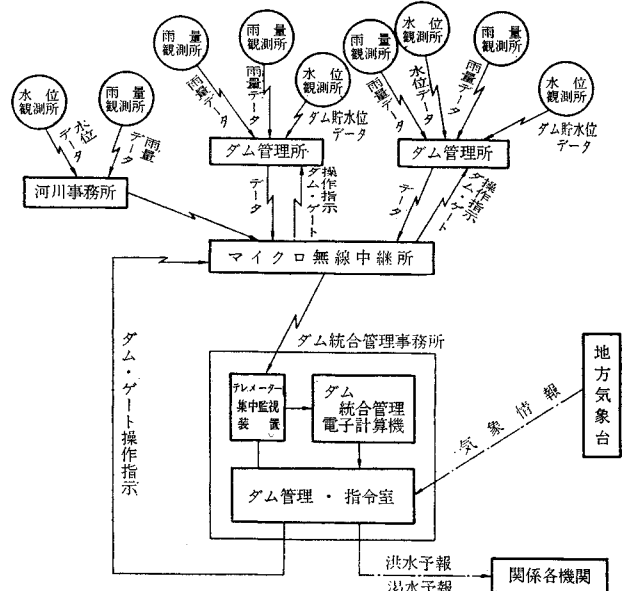 雨量
観測所
雨量
観測所
水位
観測所
雨量
観測所
水位
観測所
雨量
観測所
水位
観測所
水位
観測所
雨量
観測所
雨量データ
雨量データ
ダム貯水位
データ
雨量データ
水位データ
雨量データ
ダム貯水位
データ
水位
データ
雨量
データ
ダム管理所
ダム管理所
河川事務所
データ
操作指示
ダム・ゲート
データ
操作指示
ダム・ゲート
マイクロ無線中継所
ダム・ゲート操作指示
ダム統合管理事務所
テレメーター
集中監視
装置
ダム
統合管理
電子計算機
ダム管理・指令室
気象情報
地方気象台
洪水予報
渇水予報
関係各機関